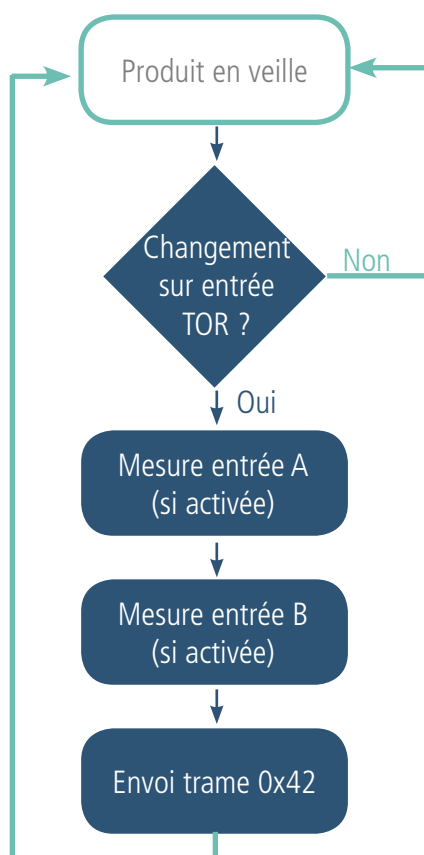 Produit en veille
Changement
sur entrée
TOR ?
Non
Oui
Mesure entrée A
(si activée)
Mesure entrée B
(si activée)
Envoi trame 0x42